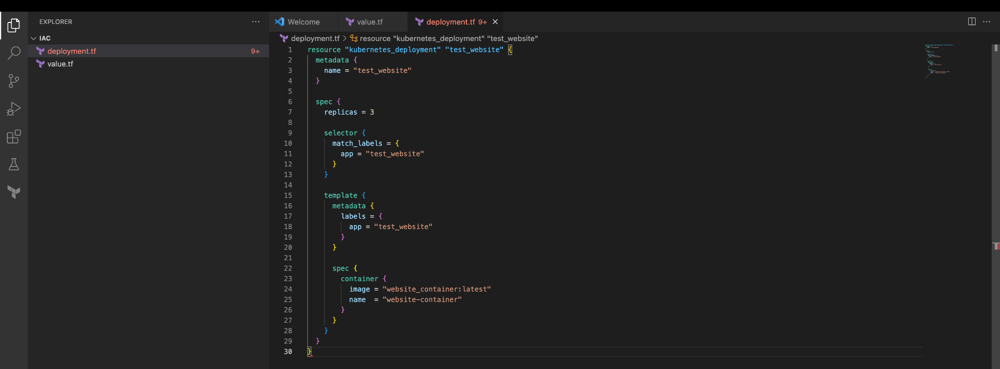 EXPLORER
IAC
deployment.tf 9+
value.tf
Welcome value.tf deployment.tf 9+
deployment.tf > resource "kubernetes_deployment" "test_website"
1 resource "kubernetes_deployment" "test_website" {
2 metadata {
3 name = "test_website"
4 }
5
6 spec {
7 replicas = 3
8
9 selector {
10 match_labels = {
11 app = "test_website"
12 }
13 }
14
15 template {
16 metadata {
17 labels = {
18 app = "test_website"
19 }
20 }
21
22 spec {
23 container {
24 image = "website_container:latest"
25 name  = "website-container"
26 }
27 }
28 }
29 }
30 }